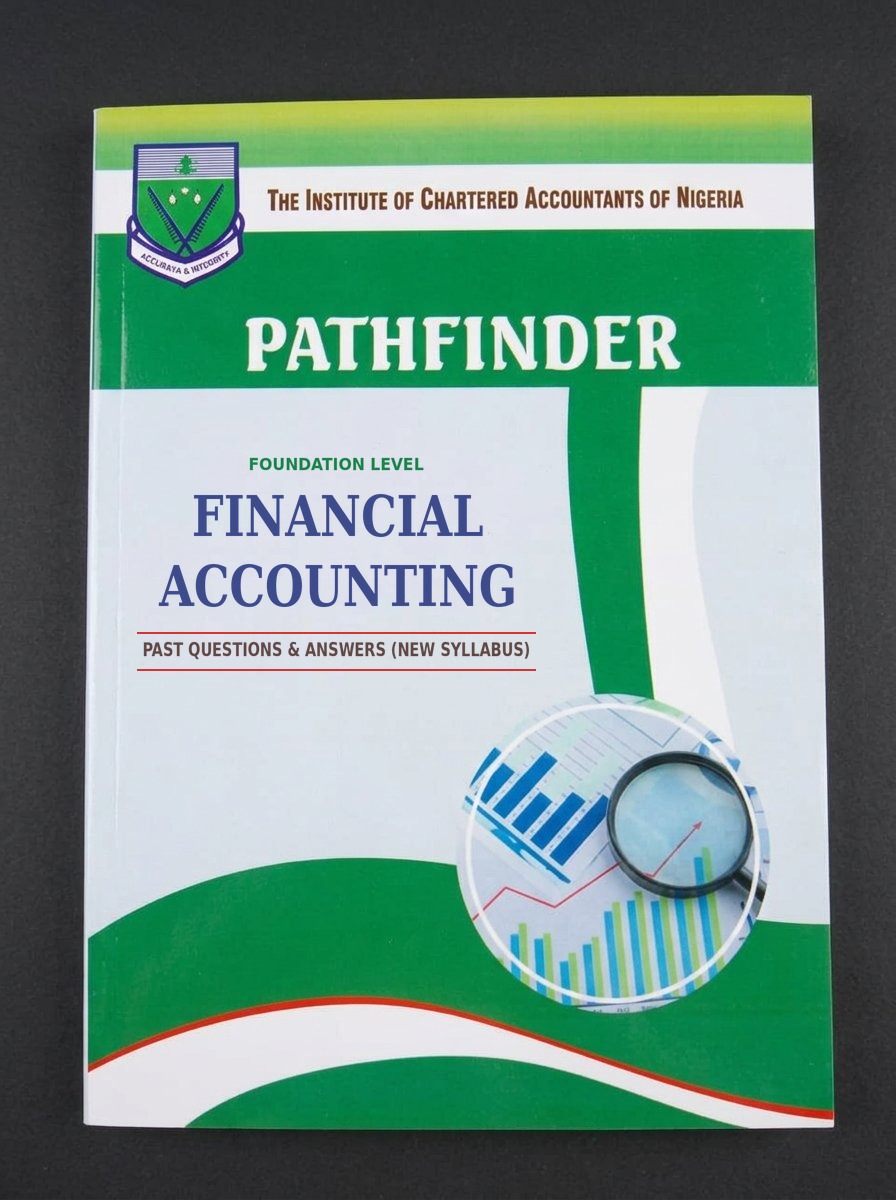 THE INSTITUTE OF CHARTERED ACCOUNTANTS OF NIGERIA
PATHFINDER
FOUNDATION LEVEL
FINANCIAL
ACCOUNTING
PAST QUESTIONS & ANSWERS (NEW SYLLABUS)